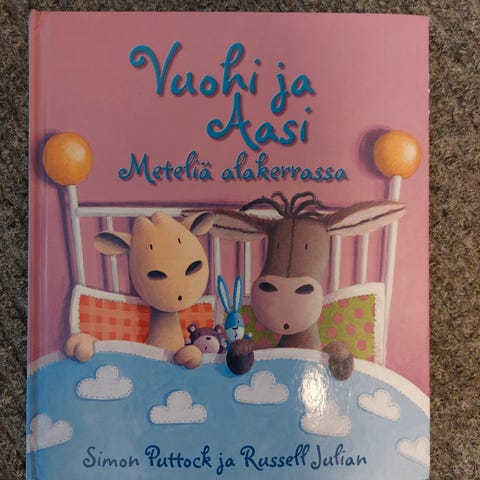 Vuohi ja
Aasi
Meteliä alakerrassa
Simon Puttock ja Russell Julian